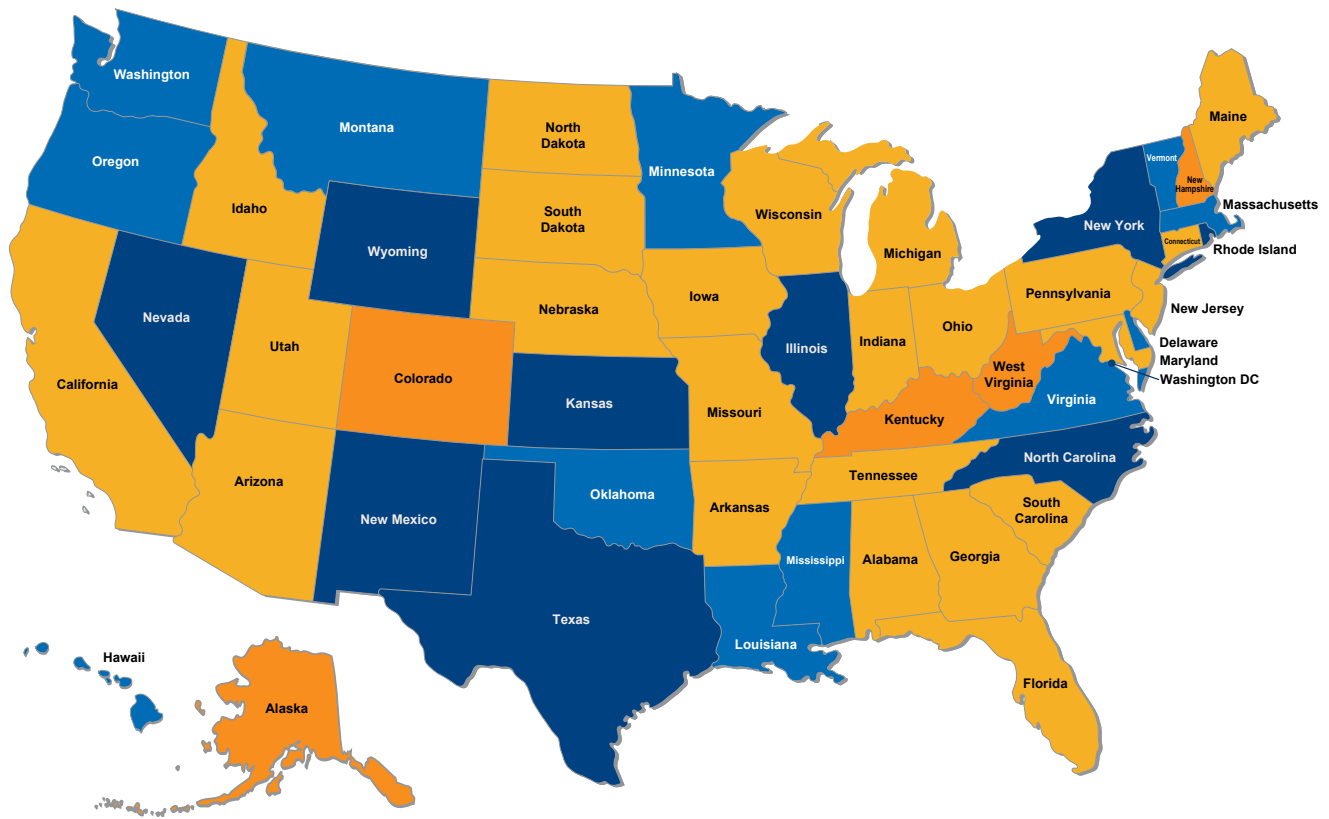 Washington
Montana
North
Dakota
Minnesota
Maine
Oregon
Vermont
New
Hampshire
Idaho
South
Dakota
Wisconsin
Massachusetts
Wyoming
Michigan
New York
Connecticut
Rhode Island
Nevada
Nebraska
Iowa
Pennsylvania
New Jersey
Utah
Illinois
Indiana
Ohio
Delaware
Maryland
Washington DC
California
Colorado
Kansas
Missouri
West
Virginia
Virginia
Kentucky
North Carolina
Arizona
New Mexico
Oklahoma
Arkansas
Tennessee
South
Carolina
Mississippi
Alabama
Georgia
Texas
Louisiana
Hawaii
Alaska
Florida